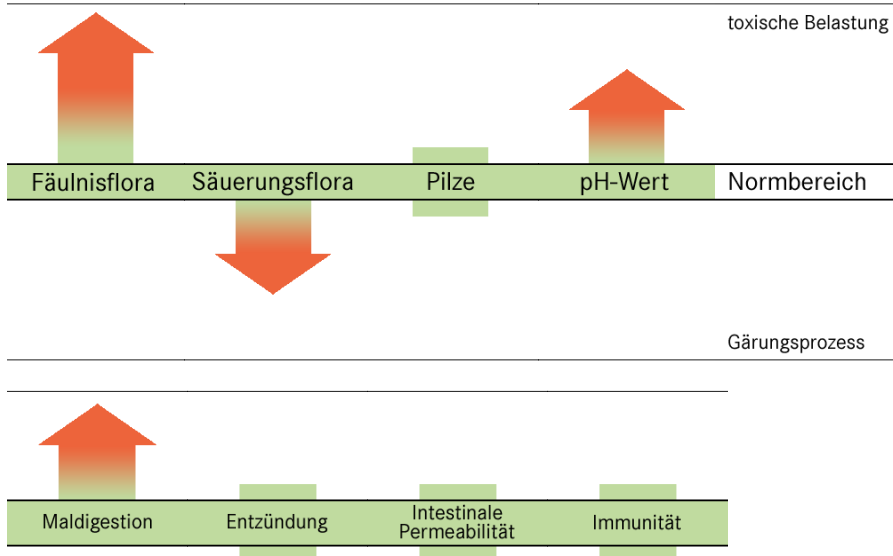 toxische Belastung
Fäulnisflora Säuerungsflora Pilze pH-Wert Normbereich
Gärungsprozess
Maldigestion Entzündung Intestinale Permeabilität Immunität